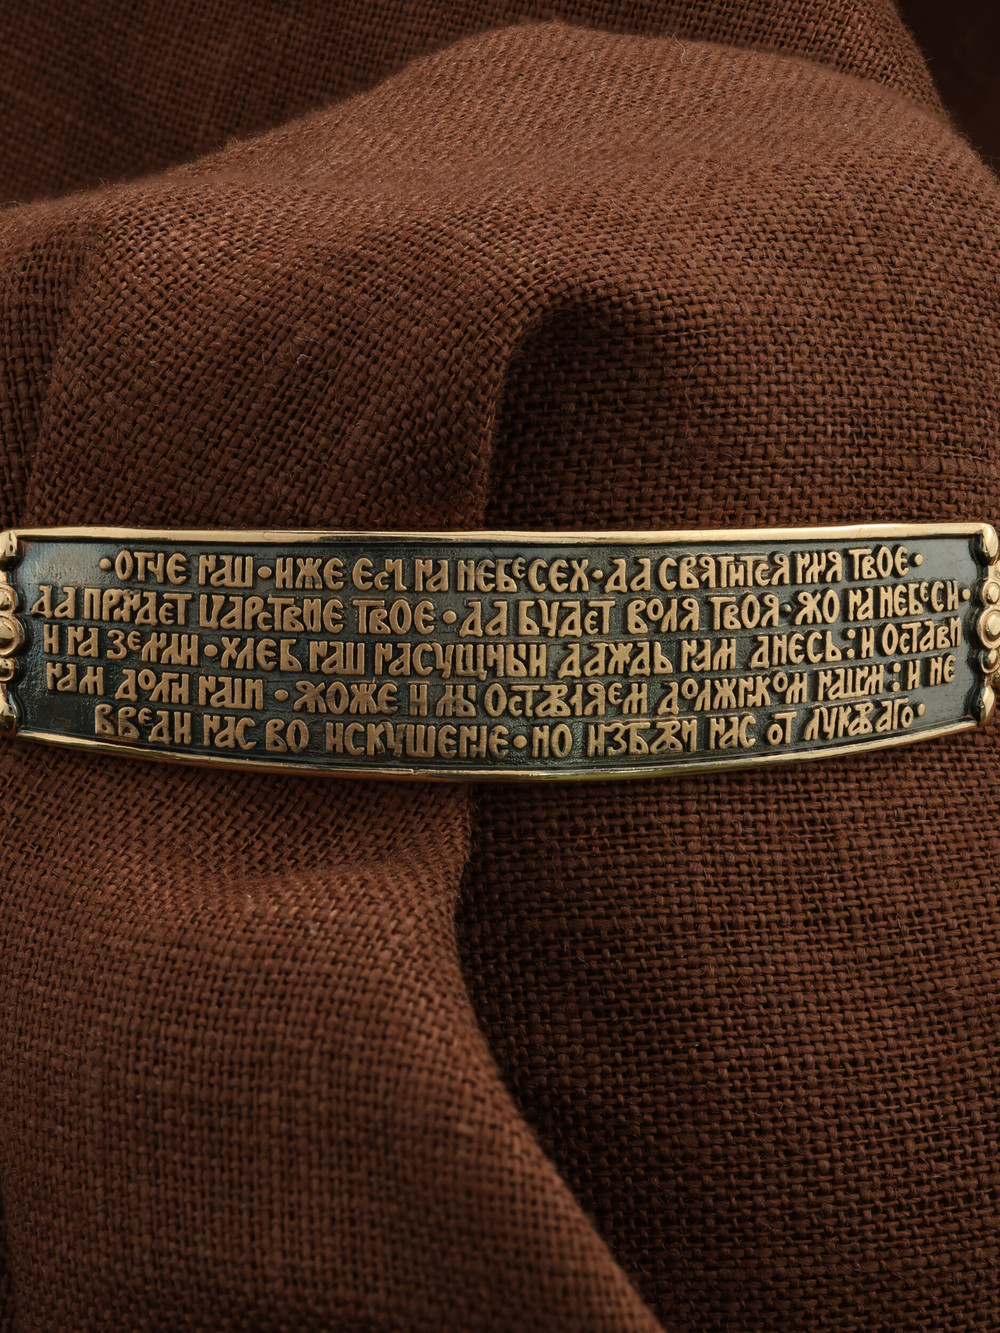 ·ОТЧЕ НАШ·ИЖЕ ЕСИ НА НЕБЕСЕХ·ДА СВЯТИТСЯ ИМЯ ТВОЕ·
ДА ПРИИДЕТ ЦАРСТВИЕ ТВОЕ·ДА БУДЕТ ВОЛЯ ТВОЯ·ЯКО НА НЕБЕСИ·
И НА ЗЕМЛИ·ХЛЕБ НАШ НАСУЩНЫИ ДАЖДЬ НАМ ДНЕСЬ:И ОСТАВИ
НАМ ДОЛГИ НАШИ·ЯКОЖЕ И МЫ ОСТАВЛЯЕМ ДОЛЖНИКОМ НАШИМ:И НЕ
ВВЕДИ НАС ВО ИСКУШЕНИЕ·НО ИЗБАВИ НАС ОТ ЛУКАВАГО·